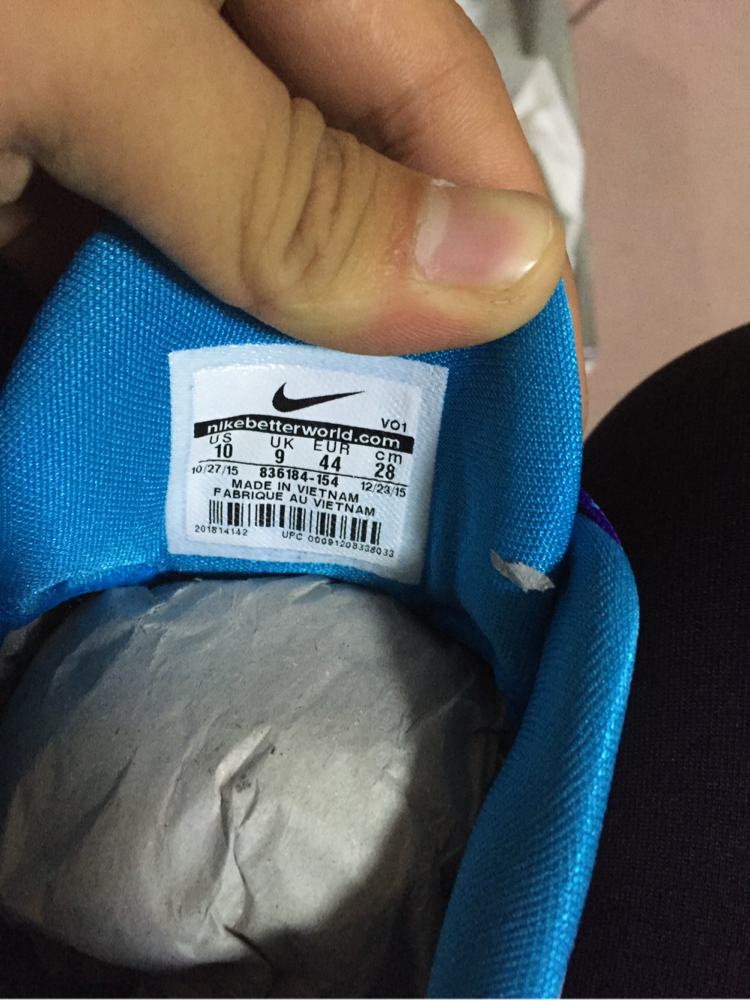 VO1
nikebetterworld.com
US UK EUR cm
10 9 44 28
10/27/15 836184-154 12/23/15
MADE IN VIETNAM
FABRIQUE AU VIETNAM
201814142 UPC 00091208338033